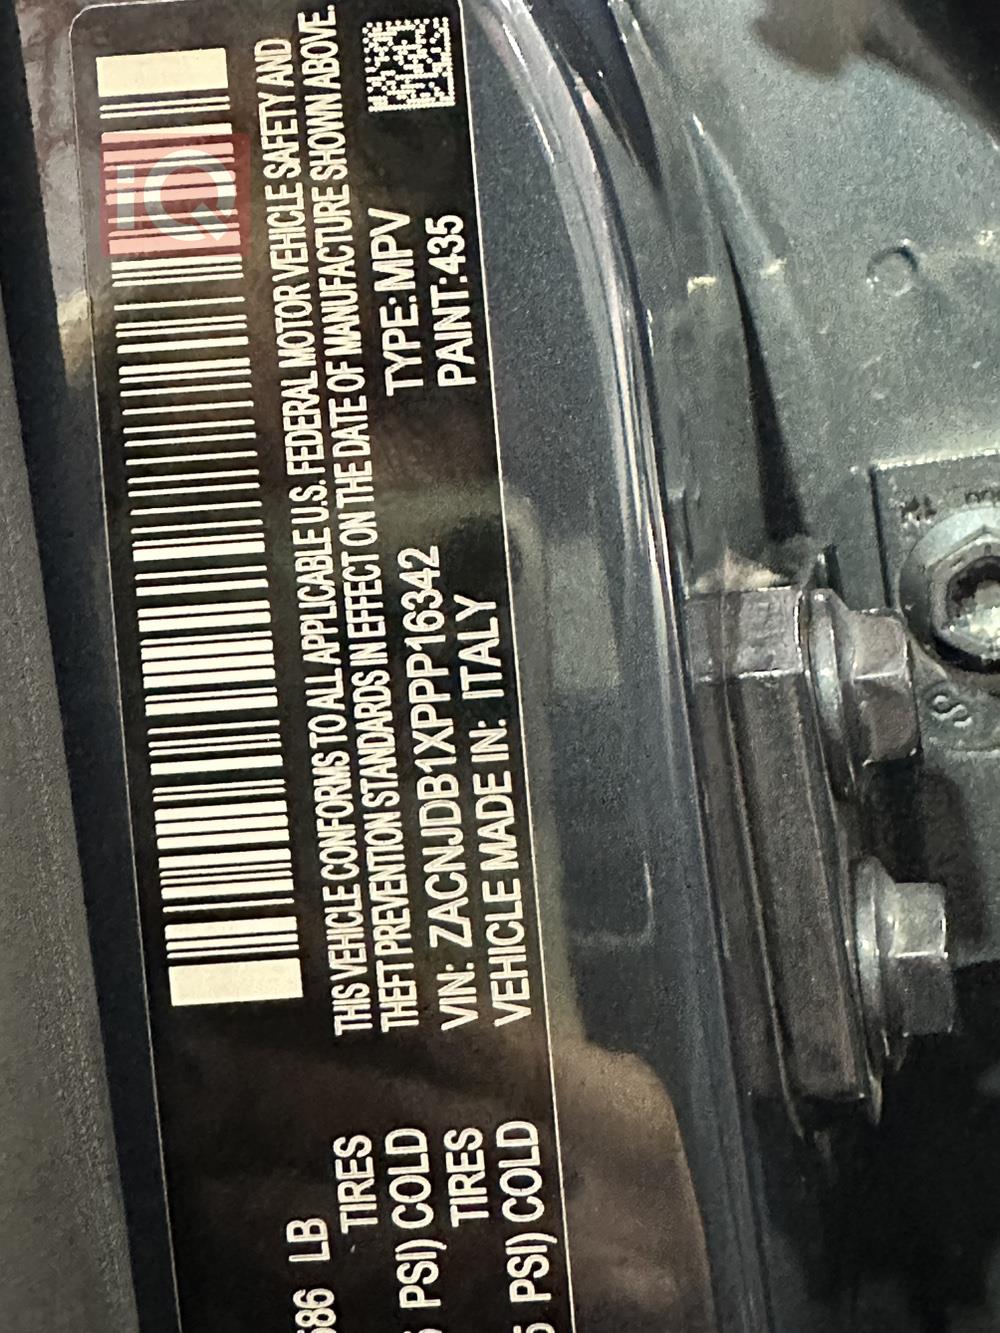 iQ
THIS VEHICLE CONFORMS TO ALL APPLICABLE U.S. FEDERAL MOTOR VEHICLE SAFETY AND
THEFT PREVENTION STANDARDS IN EFFECT ON THE DATE OF MANUFACTURE SHOWN ABOVE.
VIN: ZACNJDB1XPPP16342 TYPE: MPV
VEHICLE MADE IN: ITALY PAINT: 435
LB
TIRES
PSI) COLD
TIRES
PSI) COLD